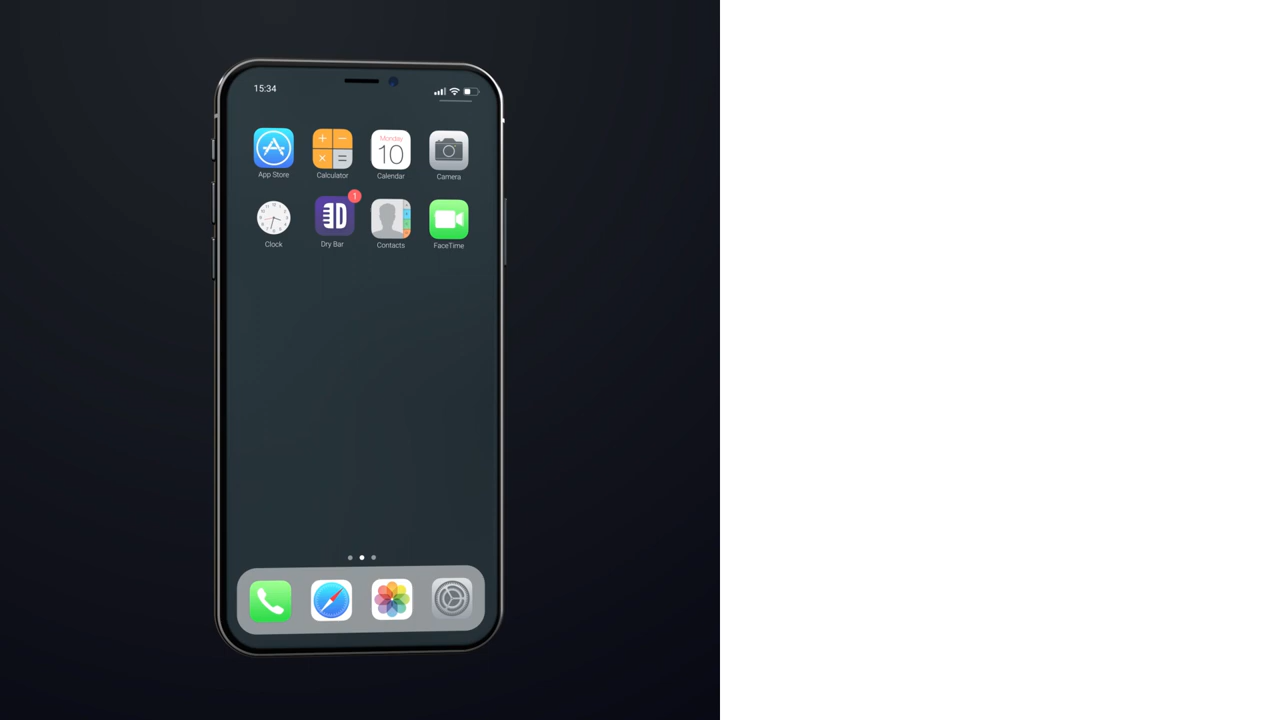 15:34
App Store
Calculator
Monday
10
Calendar
Camera
Clock
1
Dry Bar
Contacts
FaceTime